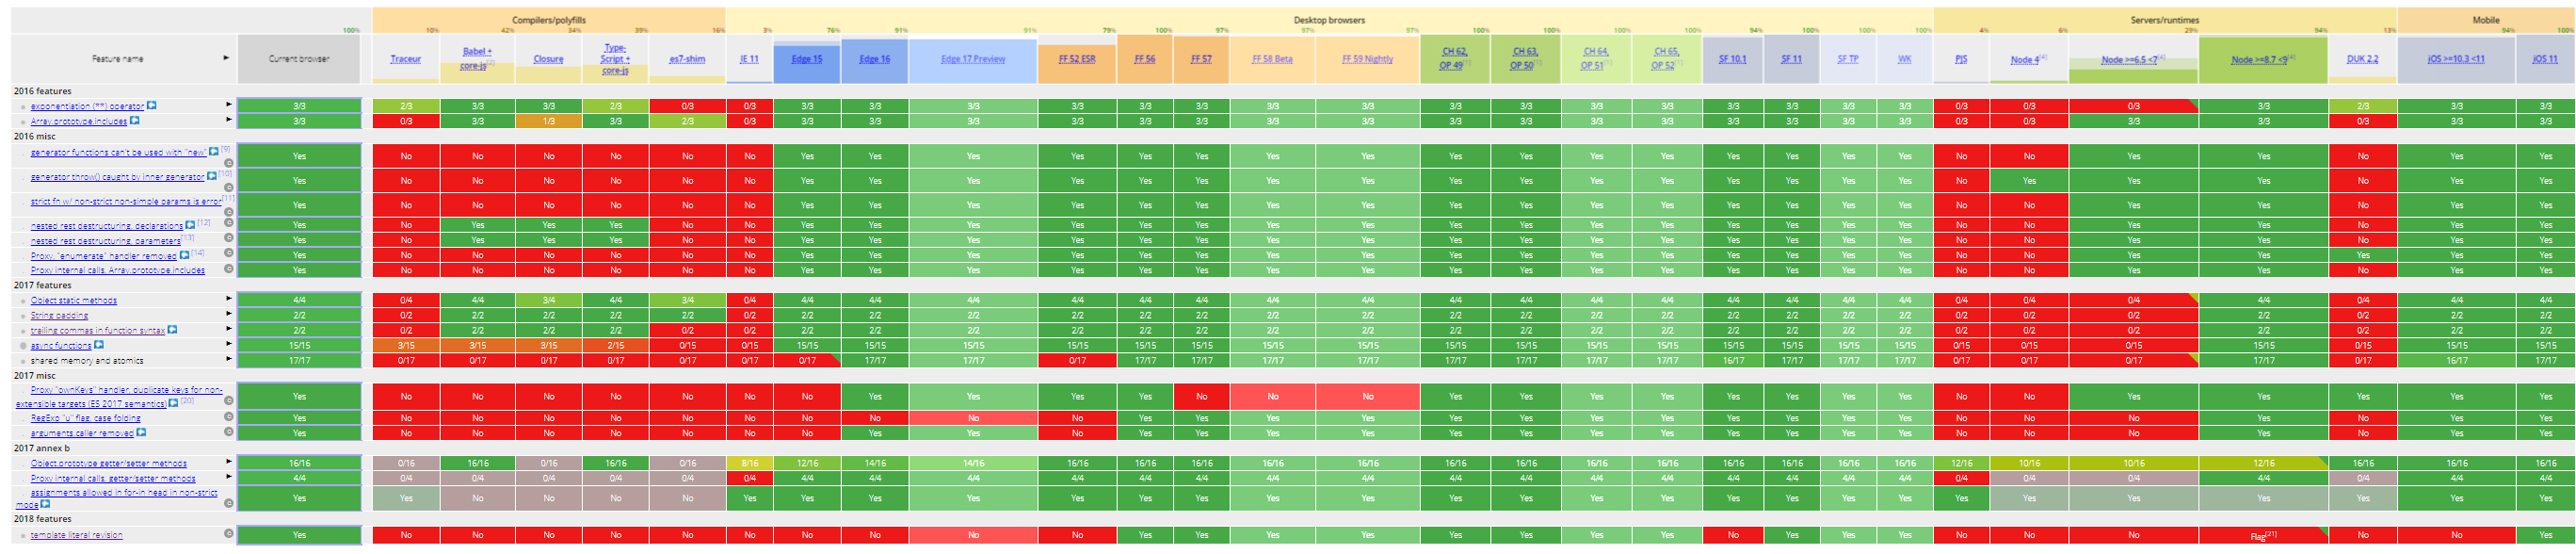 Compilers/polyfills Desktop browsers Servers/runtimes Mobile
100% 10% 42% 34% 39% 16% 3% 76% 91% 91% 79% 100% 97% 97% 97% 100% 100% 100% 100% 94% 100% 100% 100% 4% 6% 29% 94% 13% 94% 100%
Feature name Current browser Traceur Babel + core-js[2] Closure Type-Script + core-js es7-shim IE 11 Edge 15 Edge 16 Edge 17 Preview FF 52 ESR FF 56 FF 57 FF 58 Beta FF 59 Nightly CH 62, OP 49[1] CH 63, OP 50[1] CH 64, OP 51[1] CH 65, OP 52[1] SF 10.1 SF 11 SF TP WK PJS Node 4[4] Node >=6.5 <7[4] Node >=8.7 <9[4] DUK 2.2 iOS >=10.3 <11 iOS 11
2016 features
exponentiation (**) operator 3/3 2/3 3/3 3/3 2/3 0/3 0/3 3/3 3/3 3/3 3/3 3/3 3/3 3/3 3/3 3/3 3/3 3/3 3/3 3/3 3/3 3/3 3/3 0/3 0/3 0/3 3/3 2/3 3/3 3/3
Array.prototype.includes 3/3 0/3 3/3 1/3 3/3 2/3 0/3 3/3 3/3 3/3 3/3 3/3 3/3 3/3 3/3 3/3 3/3 3/3 3/3 3/3 3/3 3/3 3/3 0/3 0/3 3/3 3/3 0/3 3/3 3/3
2016 misc
generator functions can't be used with "new" [9] c Yes No No No No No No Yes Yes Yes Yes Yes Yes Yes Yes Yes Yes Yes Yes Yes Yes Yes Yes No No Yes Yes No Yes Yes
generator throw() caught by inner generator [10] c Yes No No No No No No Yes Yes Yes Yes Yes Yes Yes Yes Yes Yes Yes Yes Yes Yes Yes Yes No Yes Yes Yes No Yes Yes
strict fn w/ non-strict non-simple params is error[11] c Yes No No No No No No Yes Yes Yes Yes Yes Yes Yes Yes Yes Yes Yes Yes Yes Yes Yes Yes No No Yes Yes No Yes Yes
nested rest destructuring, declarations [12] c Yes No Yes Yes Yes No No Yes Yes Yes Yes Yes Yes Yes Yes Yes Yes Yes Yes Yes Yes Yes Yes No No Yes Yes No Yes Yes
nested rest destructuring, parameters[13] c Yes No Yes Yes Yes No No Yes Yes Yes Yes Yes Yes Yes Yes Yes Yes Yes Yes Yes Yes Yes Yes No No Yes Yes No Yes Yes
Proxy, "enumerate" handler removed [14] c Yes No No No No No No Yes Yes Yes Yes Yes Yes Yes Yes Yes Yes Yes Yes Yes Yes Yes Yes No No Yes Yes Yes Yes Yes
Proxy internal calls, Array.prototype.includes c Yes No No No No No No Yes Yes Yes Yes Yes Yes Yes Yes Yes Yes Yes Yes Yes Yes Yes Yes No No Yes Yes No Yes Yes
2017 features
Object static methods 4/4 0/4 4/4 3/4 4/4 3/4 0/4 4/4 4/4 4/4 4/4 4/4 4/4 4/4 4/4 4/4 4/4 4/4 4/4 4/4 4/4 4/4 4/4 0/4 0/4 0/4 4/4 0/4 4/4 4/4
String padding 2/2 0/2 2/2 2/2 2/2 2/2 0/2 2/2 2/2 2/2 2/2 2/2 2/2 2/2 2/2 2/2 2/2 2/2 2/2 2/2 2/2 2/2 2/2 0/2 0/2 0/2 2/2 0/2 2/2 2/2
trailing commas in function syntax 2/2 0/2 2/2 2/2 2/2 0/2 0/2 2/2 2/2 2/2 2/2 2/2 2/2 2/2 2/2 2/2 2/2 2/2 2/2 2/2 2/2 2/2 2/2 0/2 0/2 0/2 2/2 0/2 2/2 2/2
async functions 15/15 3/15 3/15 3/15 2/15 0/15 0/15 15/15 15/15 15/15 15/15 15/15 15/15 15/15 15/15 15/15 15/15 15/15 15/15 15/15 15/15 15/15 15/15 0/15 0/15 0/15 15/15 0/15 15/15 15/15
shared memory and atomics 17/17 0/17 0/17 0/17 0/17 0/17 0/17 0/17 17/17 17/17 0/17 17/17 17/17 17/17 17/17 17/17 17/17 17/17 17/17 16/17 17/17 17/17 17/17 0/17 0/17 0/17 17/17 0/17 16/17 17/17
2017 misc
Proxy "ownKeys" handler, duplicate keys for non-
extensible targets (ES 2017 semantics) [20] c Yes No No No No No No No Yes Yes Yes Yes No No No Yes Yes Yes Yes Yes Yes Yes Yes No No Yes Yes Yes Yes Yes
RegExp "u" flag, case folding c Yes No No No No No No No No No No Yes Yes Yes Yes Yes Yes Yes Yes Yes Yes Yes Yes No No No Yes No Yes Yes
arguments.caller removed c Yes No No No No No No No Yes Yes No Yes Yes Yes Yes Yes Yes Yes Yes Yes Yes Yes Yes No No No Yes No Yes Yes
2017 annex b
Object.prototype getter/setter methods 16/16 0/16 16/16 0/16 16/16 0/16 8/16 12/16 14/16 14/16 16/16 16/16 16/16 16/16 16/16 16/16 16/16 16/16 16/16 16/16 16/16 16/16 16/16 12/16 10/16 10/16 12/16 16/16 16/16 16/16
Proxy internal calls, getter/setter methods 4/4 0/4 0/4 0/4 0/4 0/4 0/4 4/4 4/4 4/4 4/4 4/4 4/4 4/4 4/4 4/4 4/4 4/4 4/4 4/4 4/4 4/4 4/4 0/4 0/4 0/4 4/4 0/4 4/4 4/4
assignments allowed in for-in head in non-strict
mode c Yes Yes No No No No Yes Yes Yes Yes Yes Yes Yes Yes Yes Yes Yes Yes Yes Yes Yes Yes Yes Yes Yes Yes Yes Yes Yes Yes
2018 features
template literal revision c Yes No No No No No No No No No No Yes Yes Yes Yes Yes Yes Yes Yes No Yes Yes Yes No No No Flag[21] No No Yes